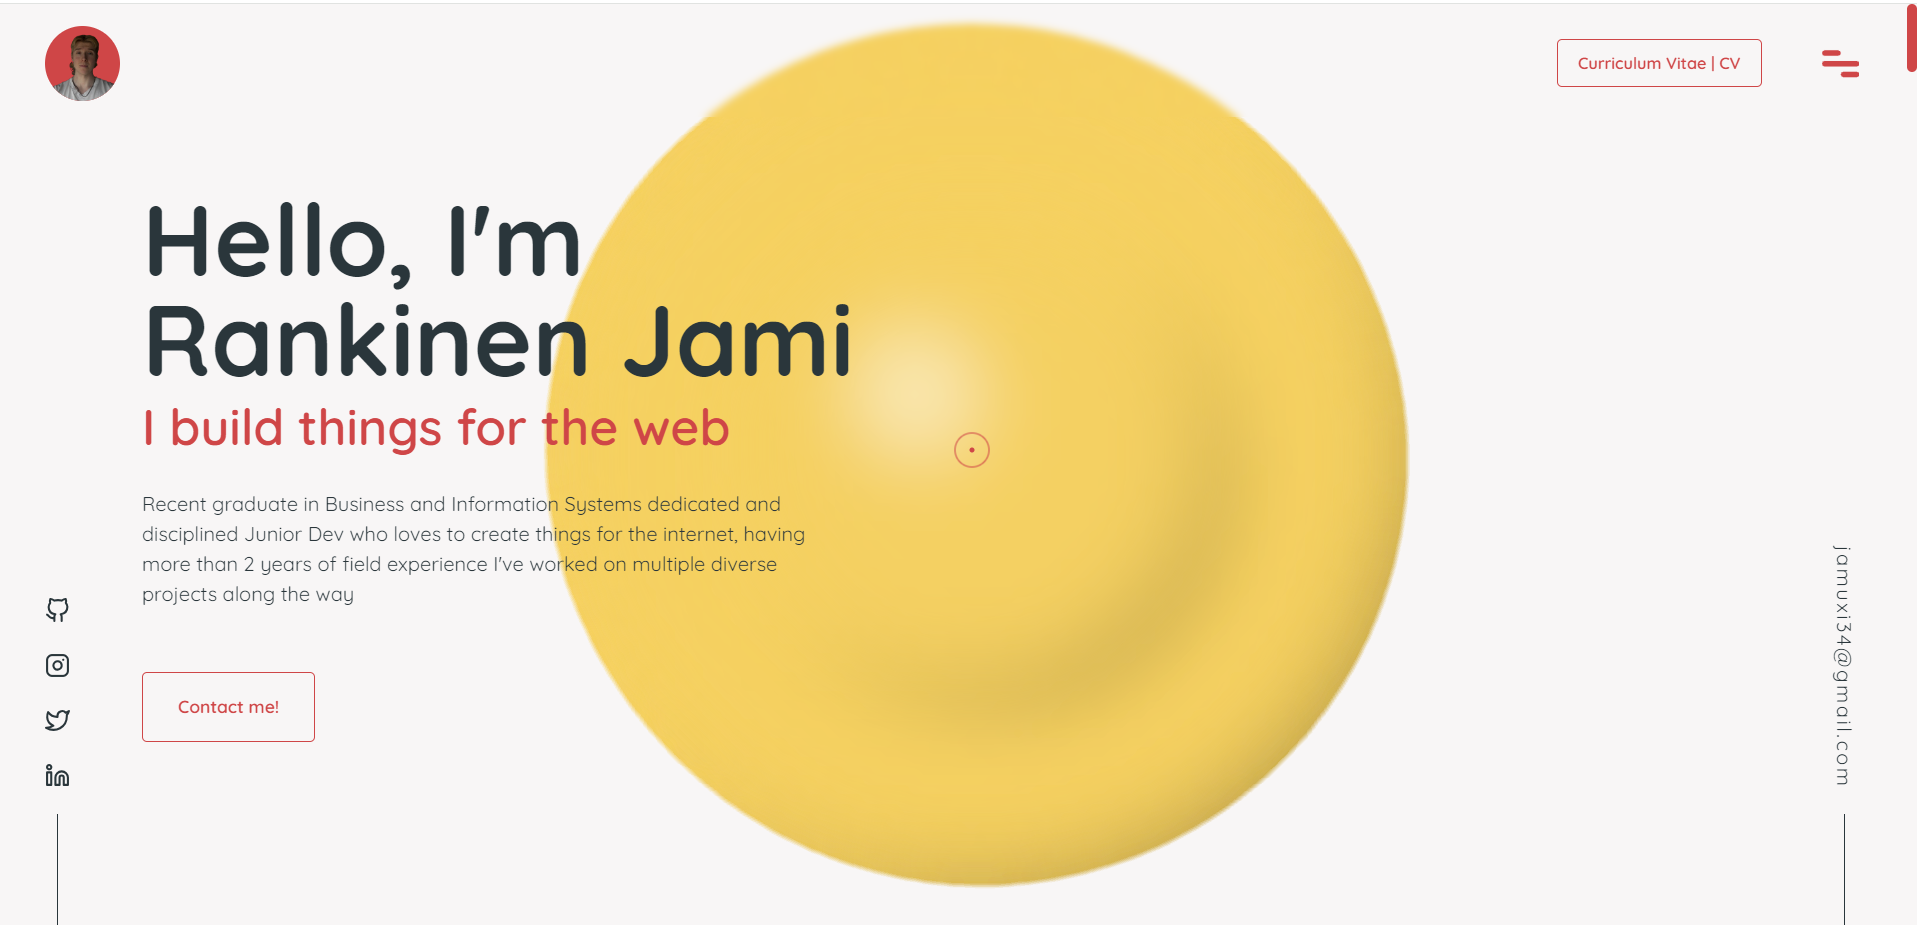 Curriculum Vitae | CV
Hello, I'm
Rankinen Jami
I build things for the web
Recent graduate in Business and Information Systems dedicated and
disciplined Junior Dev who loves to create things for the internet, having
more than 2 years of field experience I've worked on multiple diverse
projects along the way
Contact me!
jamuxi34@gmail.com